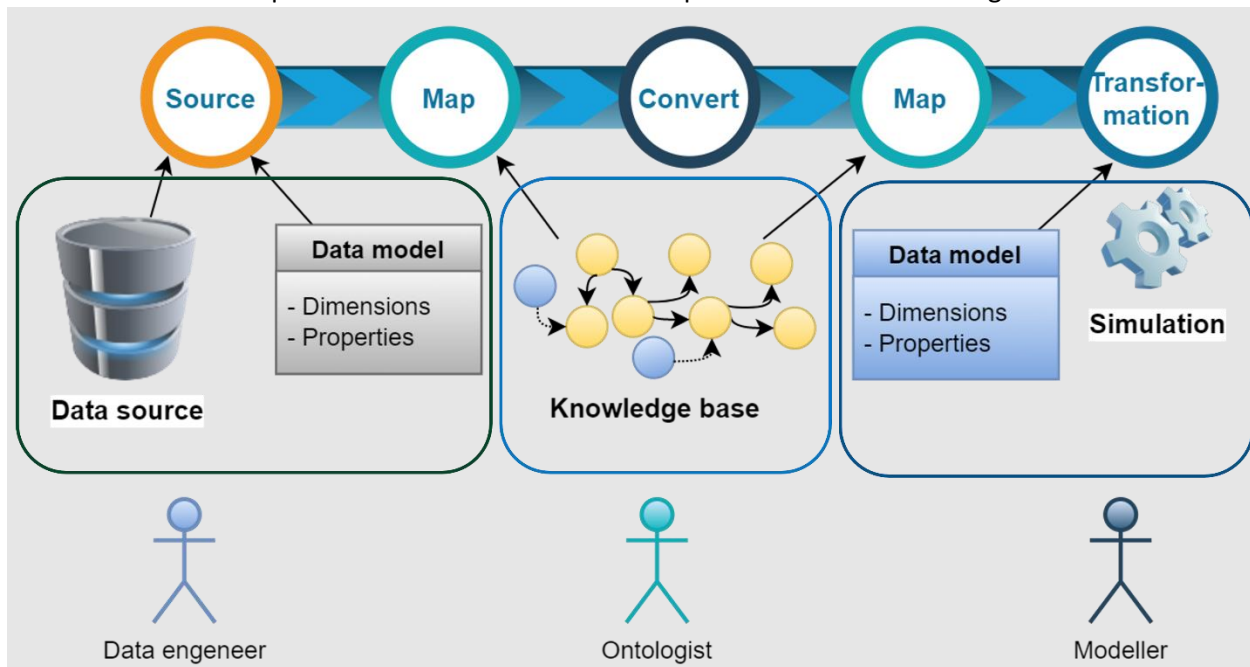 Source
Map
Convert
Map
Transfor-
mation
Data model
- Dimensions
- Properties
Data source
Knowledge base
Data model
- Dimensions
- Properties
Simulation
Data engeneer
Ontologist
Modeller